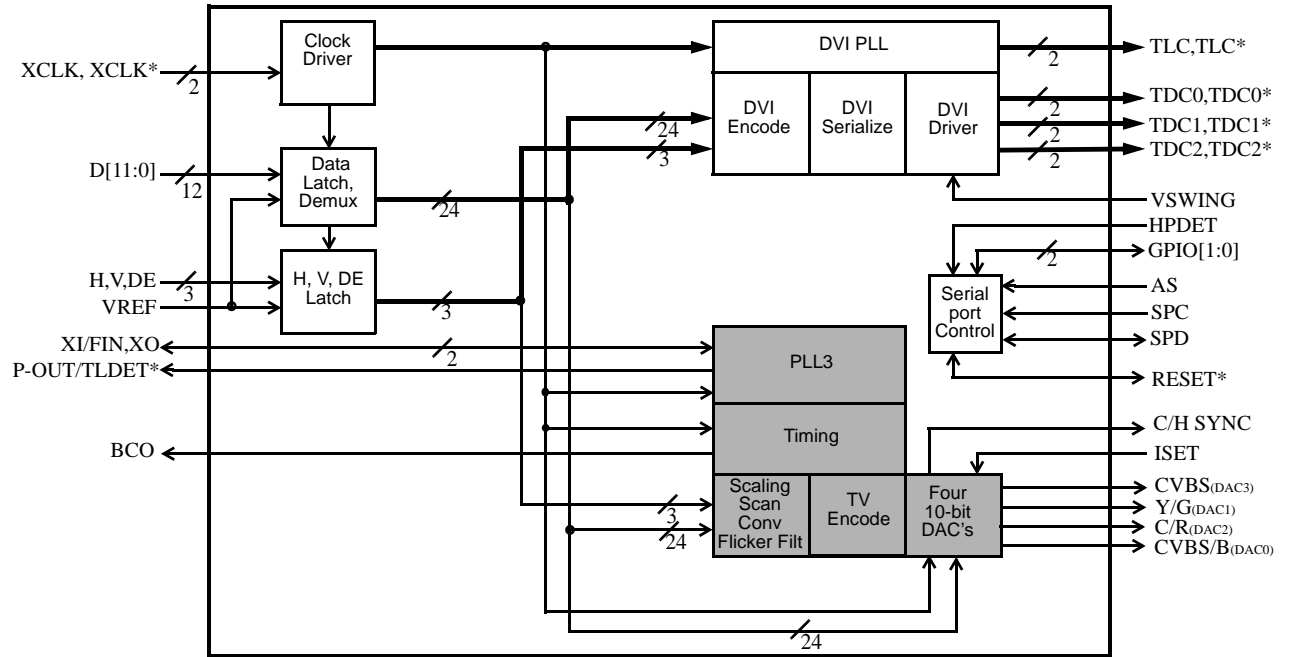 Clock
Driver
DVI PLL
TLC,TLC*
2
XCLK, XCLK*
2
DVI
Encode
DVI
Serialize
DVI
Driver
TDC0,TDC0*
2
TDC1,TDC1*
2
TDC2,TDC2*
2
24
3
D[11:0]
12
Data
Latch,
Demux
24
VSWING
HPDET
GPIO[1:0]
2
H,V,DE
3
VREF
H, V, DE
Latch
3
Serial
port
Control
AS
SPC
SPD
RESET*
XI/FIN,XO
2
P-OUT/TLDET*
PLL3
Timing
BCO
C/H SYNC
ISET
3
24
Scaling
Scan
Conv
Flicker Filt
TV
Encode
Four
10-bit
DAC's
CVBS(DAC3)
Y/G(DAC1)
C/R(DAC2)
CVBS/B(DAC0)
24